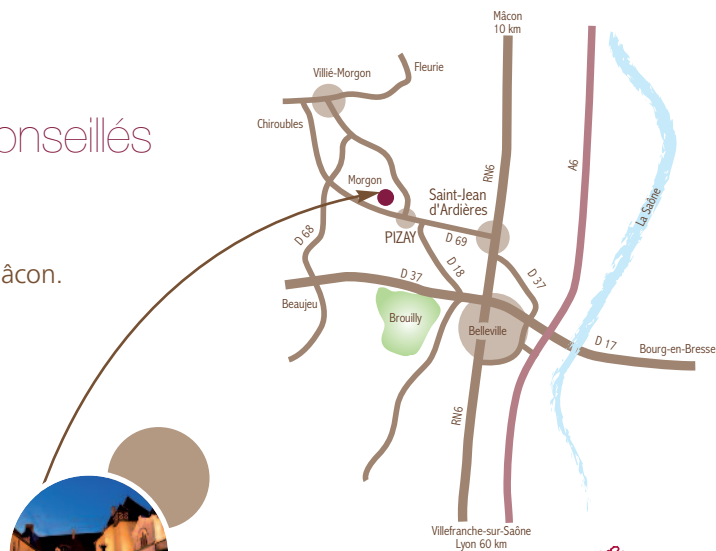 onseillés
âcon.
Mâcon
10 km
Villié-Morgon
Fleurie
Chiroubles
Morgon
RN6
A6
La Saône
Saint-Jean
d'Ardières
PIZAY
D 69
D 68
D 18
D 37
D 37
Beaujeu
Brouilly
Belleville
D 17
Bourg-en-Bresse
RN6
Villefranche-sur-Saône
Lyon 60 km